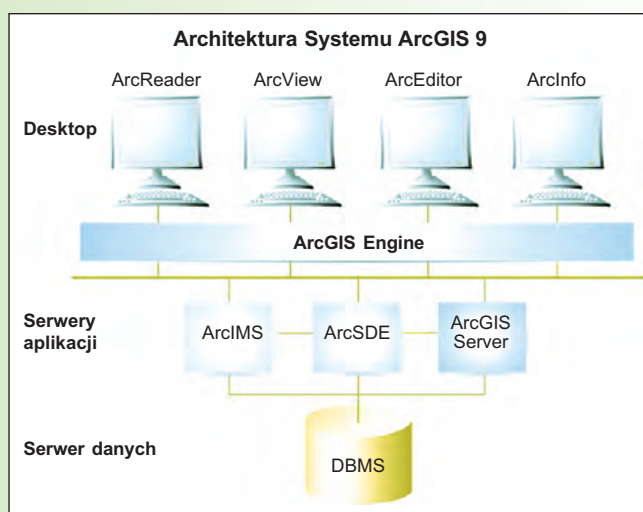 Architektura Systemu ArcGIS 9
ArcReader ArcView ArcEditor ArcInfo
Desktop
ArcGIS Engine
Serwery
aplikacji
ArcIMS ArcSDE ArcGIS
Server
Serwer danych
DBMS